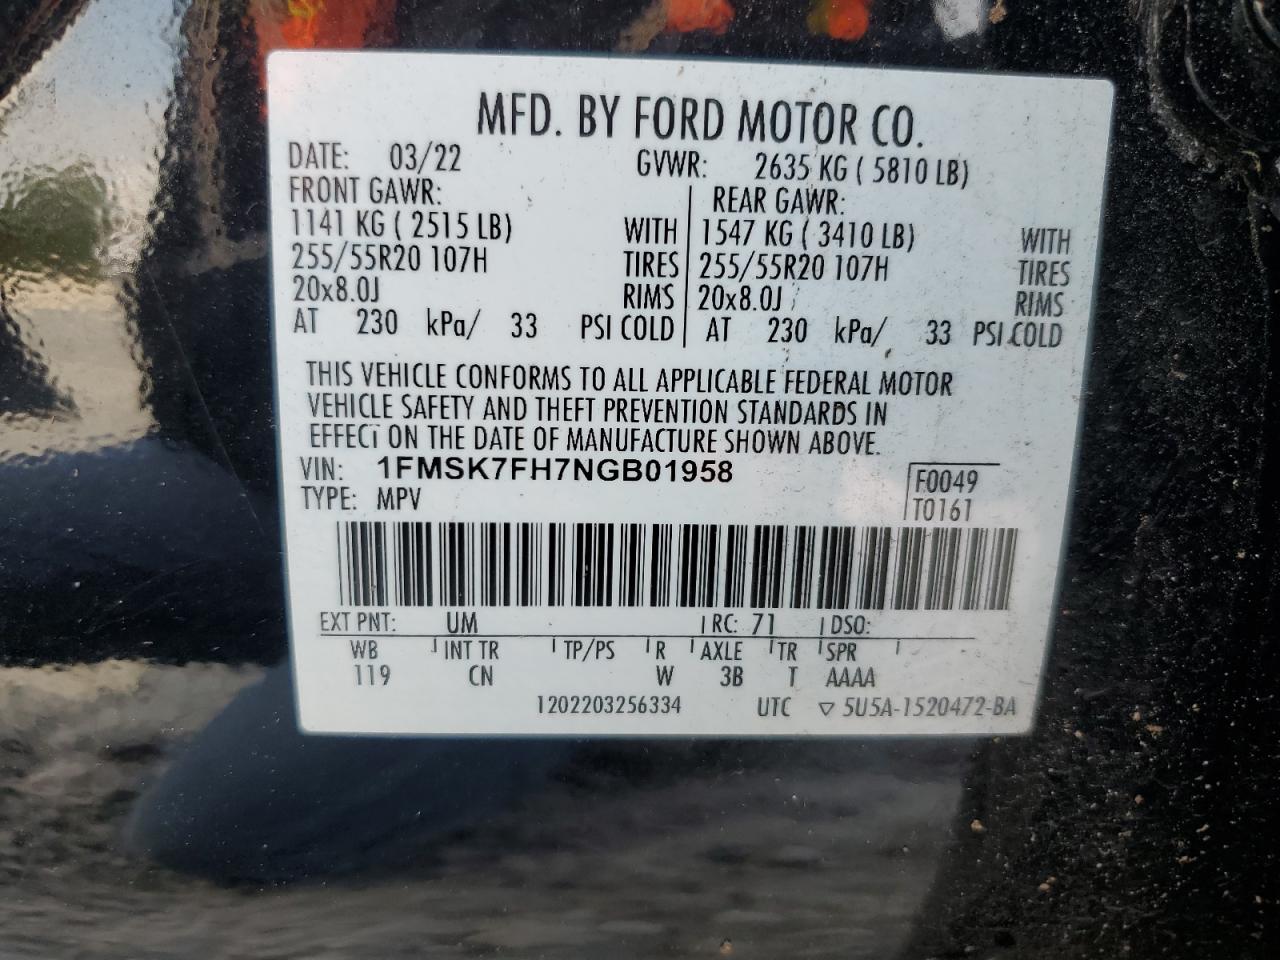 MFD. BY FORD MOTOR CO.
DATE: 03/22 GVWR: 2635 KG ( 5810 LB)
FRONT GAWR: REAR GAWR:
1141 KG ( 2515 LB) WITH 1547 KG ( 3410 LB) WITH
255/55R20 107H TIRES 255/55R20 107H TIRES
20x8.0J RIMS 20x8.0J RIMS
AT 230 kPa/ 33 PSI COLD AT 230 kPa/ 33 PSI COLD
THIS VEHICLE CONFORMS TO ALL APPLICABLE FEDERAL MOTOR
VEHICLE SAFETY AND THEFT PREVENTION STANDARDS IN
EFFECT ON THE DATE OF MANUFACTURE SHOWN ABOVE.
VIN: 1FMSK7FH7NGB01958 F0049
TYPE: MPV T0161
EXT PNT: UM RC: 71 DSO:
WB INT TR TP/PS R AXLE TR SPR
119 CN W 3B T AAAA
1202203256334 UTC ▽ 5U5A-1520472-BA